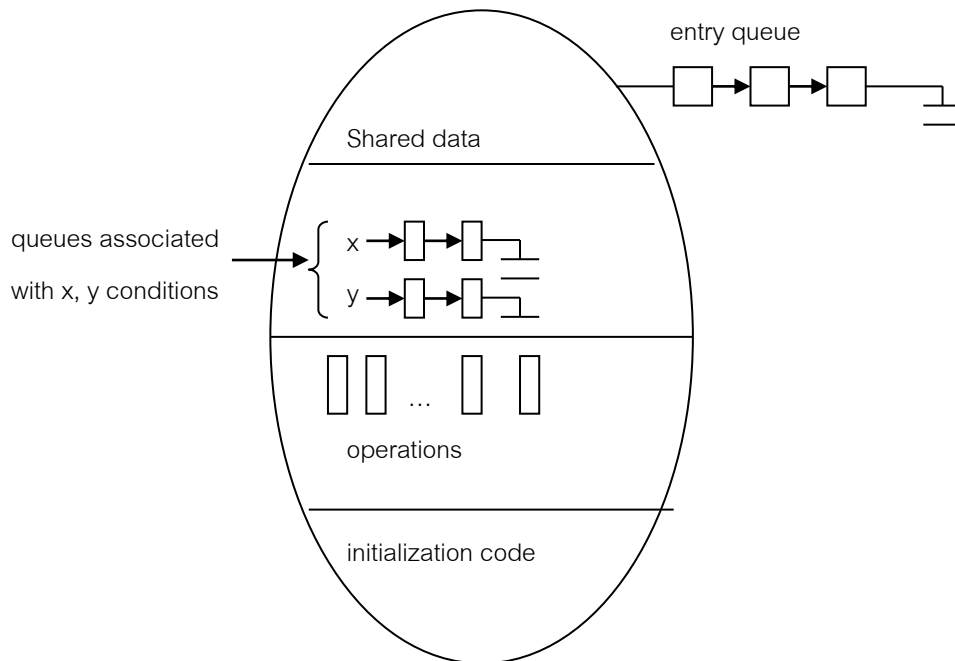 entry queue
Shared data
queues associated
with x, y conditions
x
y
...
operations
initialization code